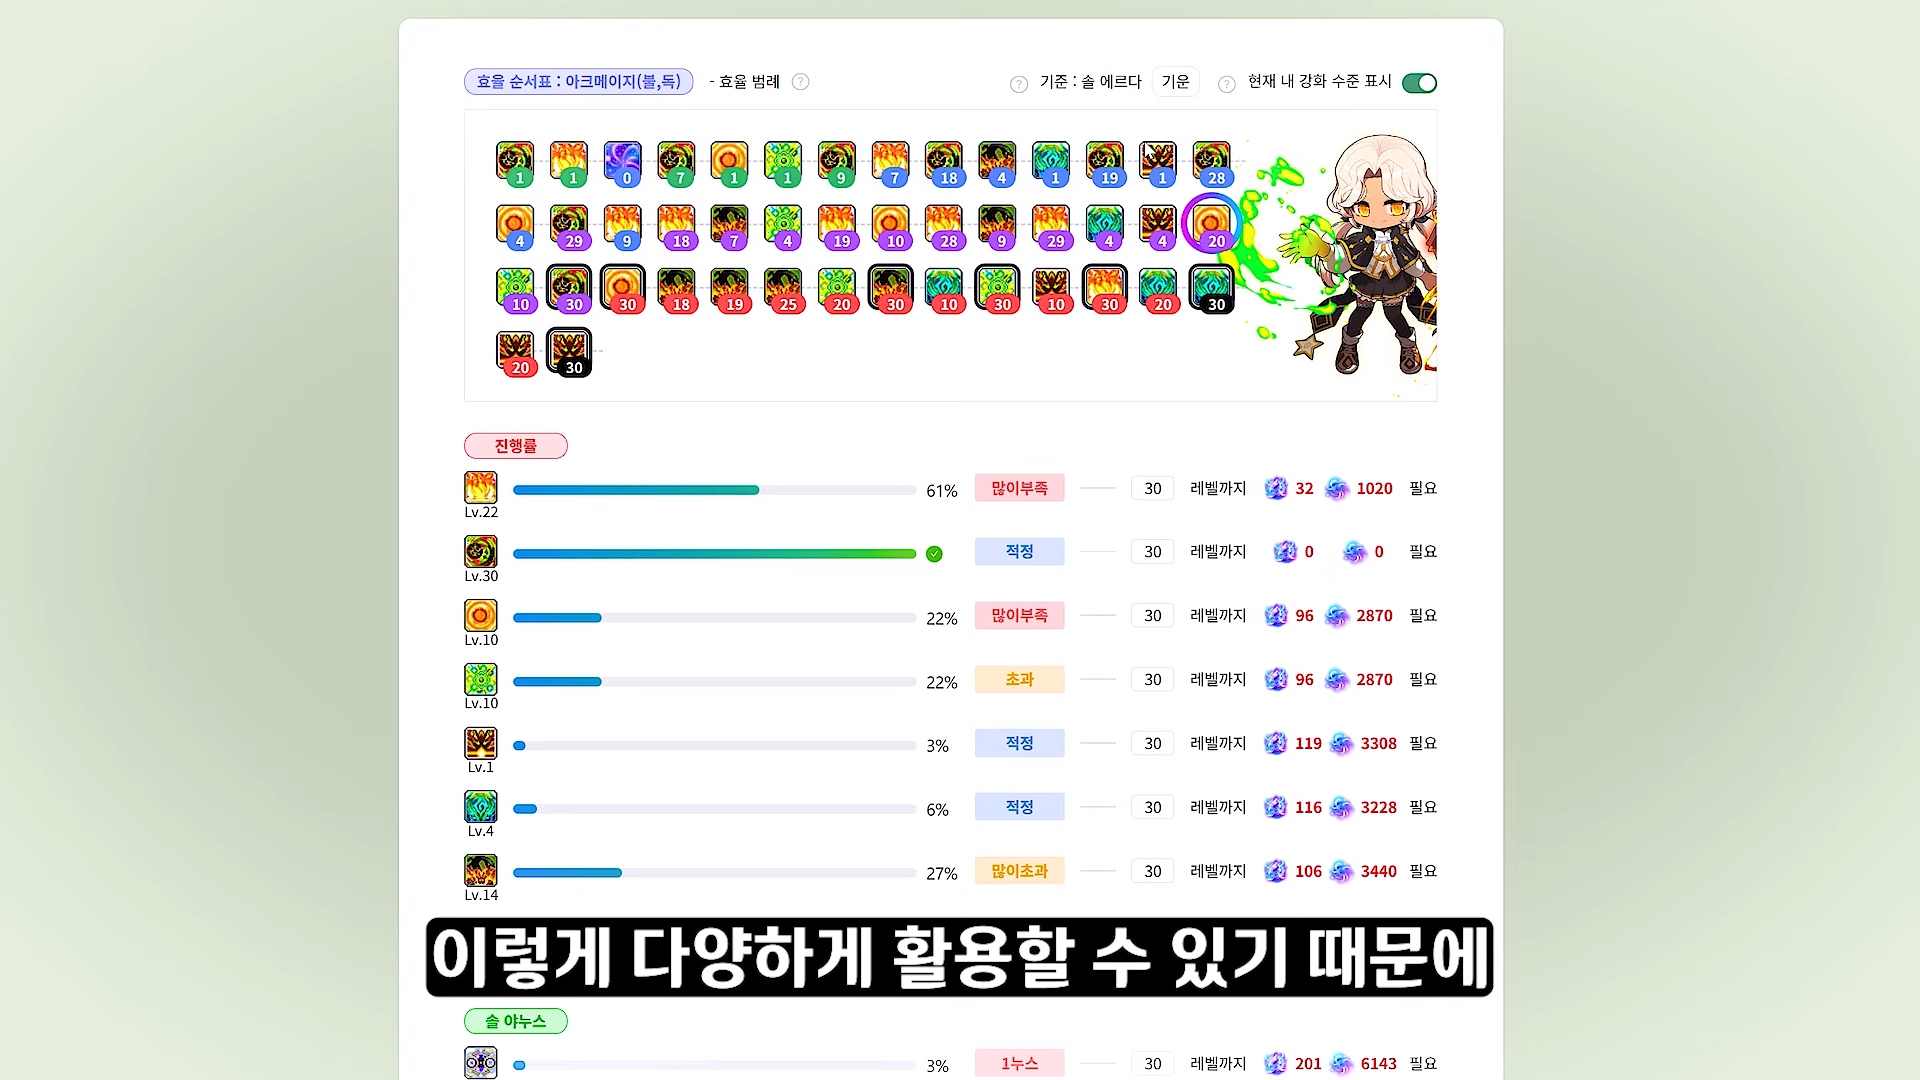 효율 순서표 : 아크메이지(불,독) - 효율 범례 ? ? 기준 : 솔 에르다 기운 ? 현재 내 강화 수준 표시
1 1 0 7 1 1 9 7 18 4 1 19 1 28
4 29 9 18 7 4 19 10 28 9 29 4 4 20
10 30 30 18 19 25 20 30 10 30 10 30 20 30
20 30
진행률
61% 많이부족 30 레벨까지 32 1020 필요
Lv.22
적정 30 레벨까지 0 0 필요
Lv.30
22% 많이부족 30 레벨까지 96 2870 필요
Lv.10
22% 초과 30 레벨까지 96 2870 필요
Lv.10
3% 적정 30 레벨까지 119 3308 필요
Lv.1
6% 적정 30 레벨까지 116 3228 필요
Lv.4
27% 많이초과 30 레벨까지 106 3440 필요
Lv.14
이렇게 다양하게 활용할 수 있기 때문에
솔 야누스
3% 1누스 30 레벨까지 201 6143 필요